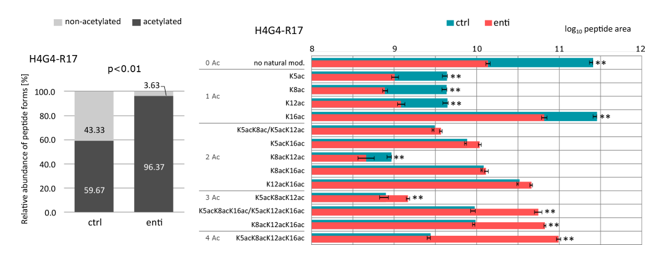 non-acetylated acetylated
H4G4-R17
p<0.01
Relative abundance of peptide forms [%]
100.0
80.0
60.0
40.0
20.0
0.0
3.63
43.33
59.67
96.37
ctrl enti
H4G4-R17
ctrl enti
log10 peptide area
8 9 10 11 12
0 Ac no natural mod. **
1 Ac
K5ac **
K8ac **
K12ac **
K16ac **
2 Ac
K5acK8ac/K5acK12ac
K5acK16ac
K8acK12ac **
K8acK16ac
K12acK16ac
3 Ac K5acK8acK12ac **
K5acK8acK16ac/K5acK12acK16ac **
K8acK12acK16ac **
4 Ac K5acK8acK12acK16ac **